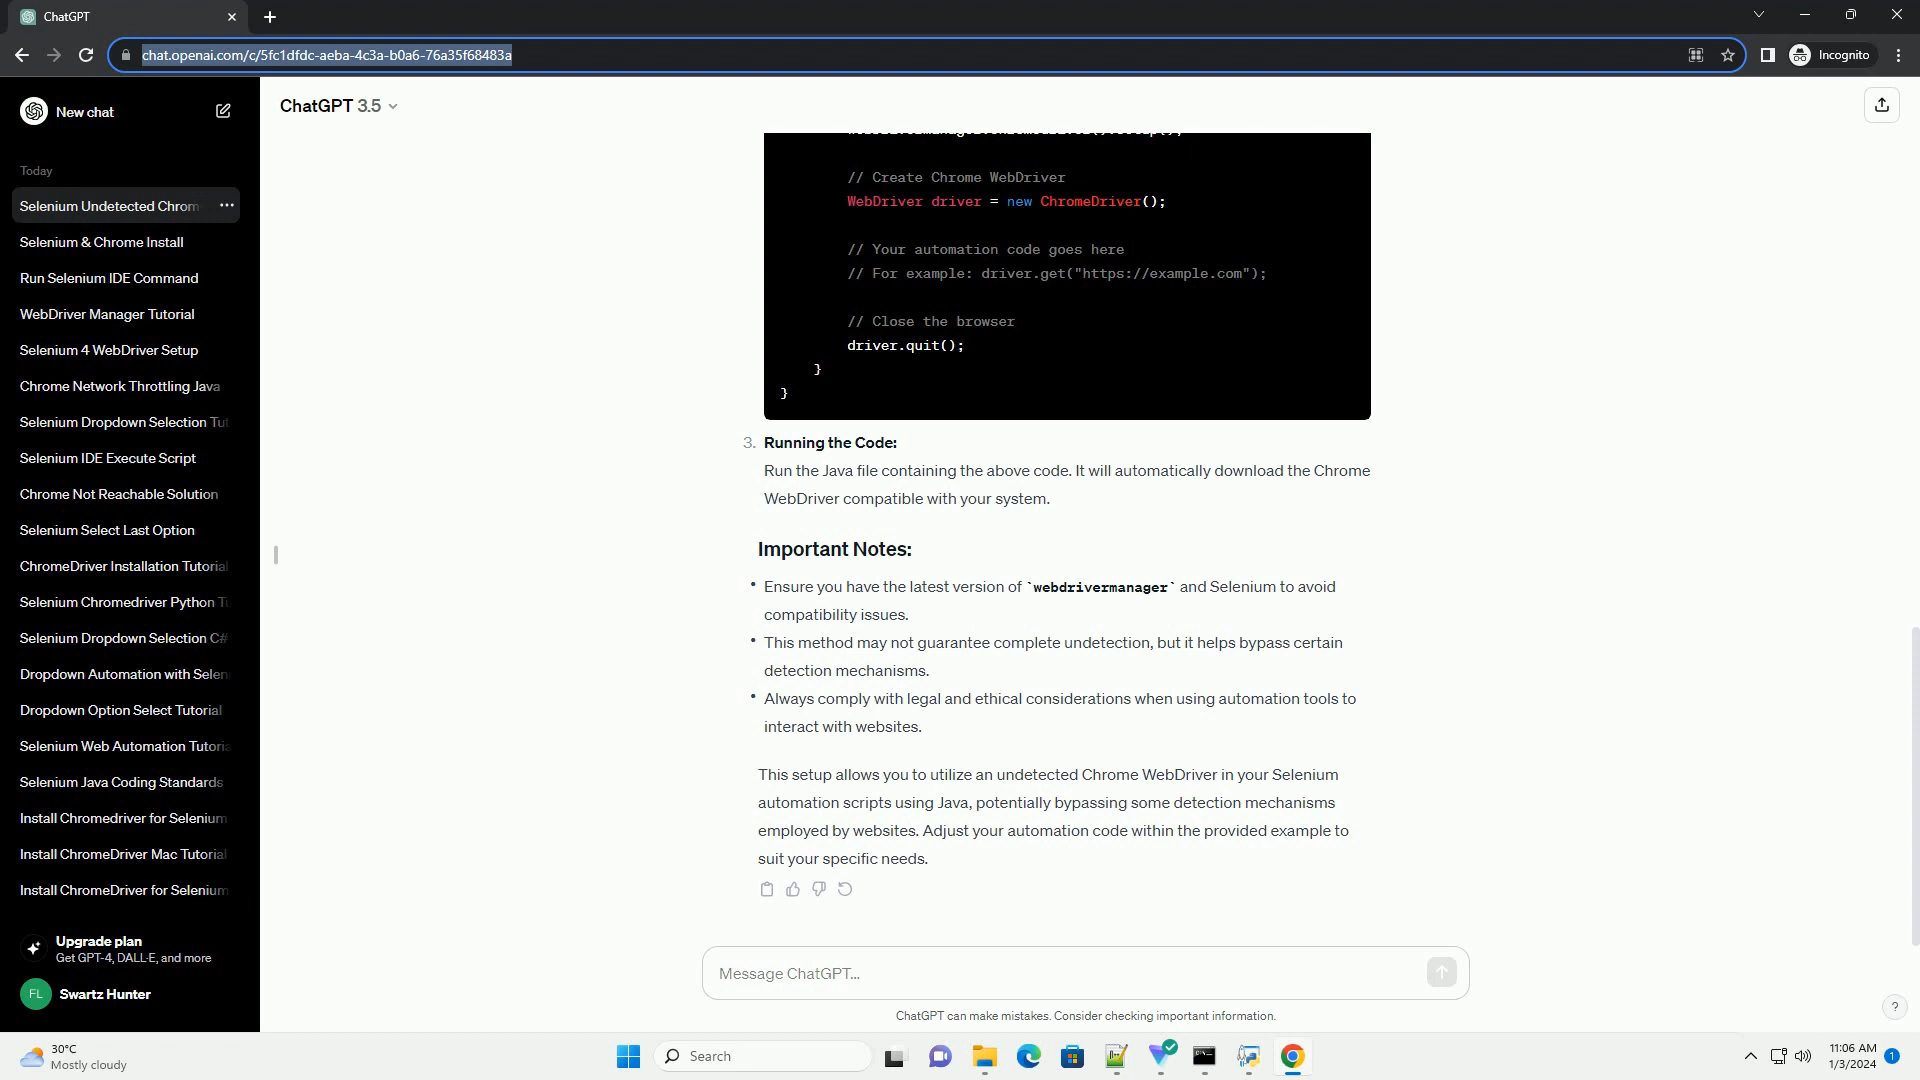 ChatGPT
chat.openai.com/c/5fc1dfdc-aeba-4c3a-b0a6-76a35f68483a
Incognito
New chat
ChatGPT 3.5
Today
Selenium Undetected Chrom
Selenium & Chrome Install
Run Selenium IDE Command
WebDriver Manager Tutorial
Selenium 4 WebDriver Setup
Chrome Network Throttling Java
Selenium Dropdown Selection Tut
Selenium IDE Execute Script
Chrome Not Reachable Solution
Selenium Select Last Option
ChromeDriver Installation Tutorial
Selenium Chromedriver Python Tu
Selenium Dropdown Selection C#
Dropdown Automation with Selen
Dropdown Option Select Tutorial
Selenium Web Automation Tutoria
Selenium Java Coding Standards
Install Chromedriver for Selenium
Install ChromeDriver Mac Tutorial
Install ChromeDriver for Selenium
Upgrade plan
Get GPT-4, DALL·E, and more
FL Swartz Hunter
// Create Chrome WebDriver
WebDriver driver = new ChromeDriver();
// Your automation code goes here
// For example: driver.get("https://example.com");
// Close the browser
driver.quit();
}
}
3. Running the Code:
Run the Java file containing the above code. It will automatically download the Chrome
WebDriver compatible with your system.
Important Notes:
• Ensure you have the latest version of `webdrivermanager` and Selenium to avoid
compatibility issues.
• This method may not guarantee complete undetection, but it helps bypass certain
detection mechanisms.
• Always comply with legal and ethical considerations when using automation tools to
interact with websites.
This setup allows you to utilize an undetected Chrome WebDriver in your Selenium
automation scripts using Java, potentially bypassing some detection mechanisms
employed by websites. Adjust your automation code within the provided example to
suit your specific needs.
Message ChatGPT...
ChatGPT can make mistakes. Consider checking important information.
?
30°C
Mostly cloudy
Search
11:06 AM
1/3/2024
1